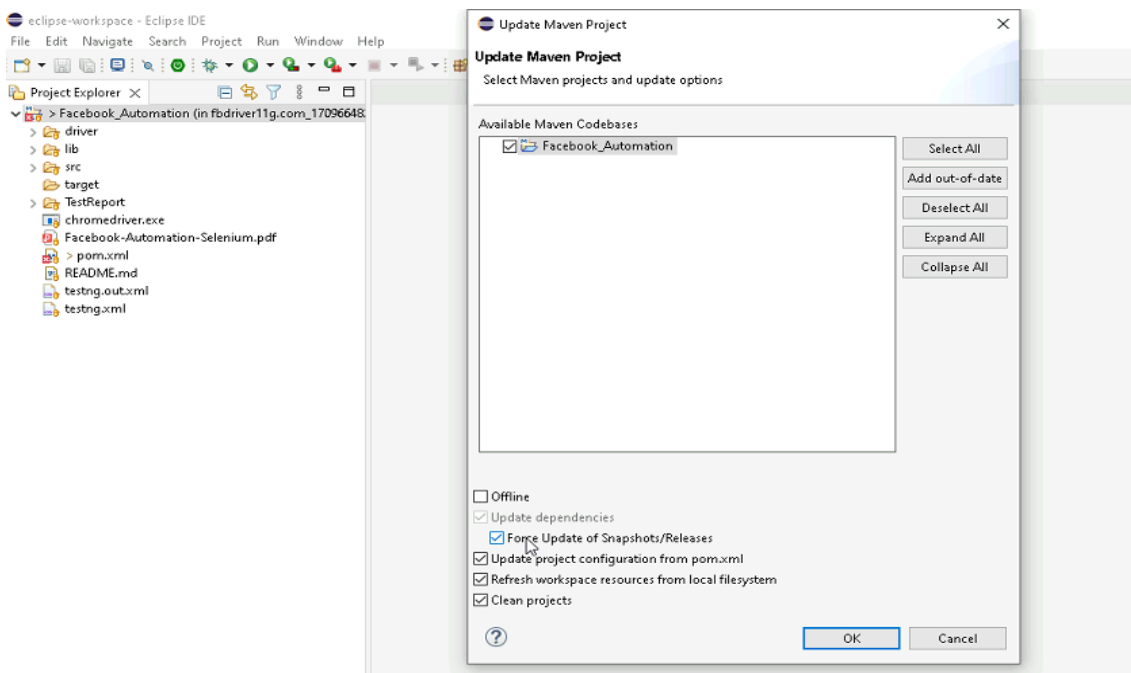 eclipse-workspace - Eclipse IDE
File Edit Navigate Search Project Run Window Help
Project Explorer
> Facebook_Automation (in fbdriver11g.com_17096648
driver
lib
src
target
TestReport
chromedriver.exe
Facebook-Automation-Selenium.pdf
> pom.xml
README.md
testng.out.xml
testng.xml
Update Maven Project
Update Maven Project
Select Maven projects and update options
Available Maven Codebases
Facebook_Automation
Select All
Add out-of-date
Deselect All
Expand All
Collapse All
Offline
Update dependencies
Force Update of Snapshots/Releases
Update project configuration from pom.xml
Refresh workspace resources from local filesystem
Clean projects
OK Cancel